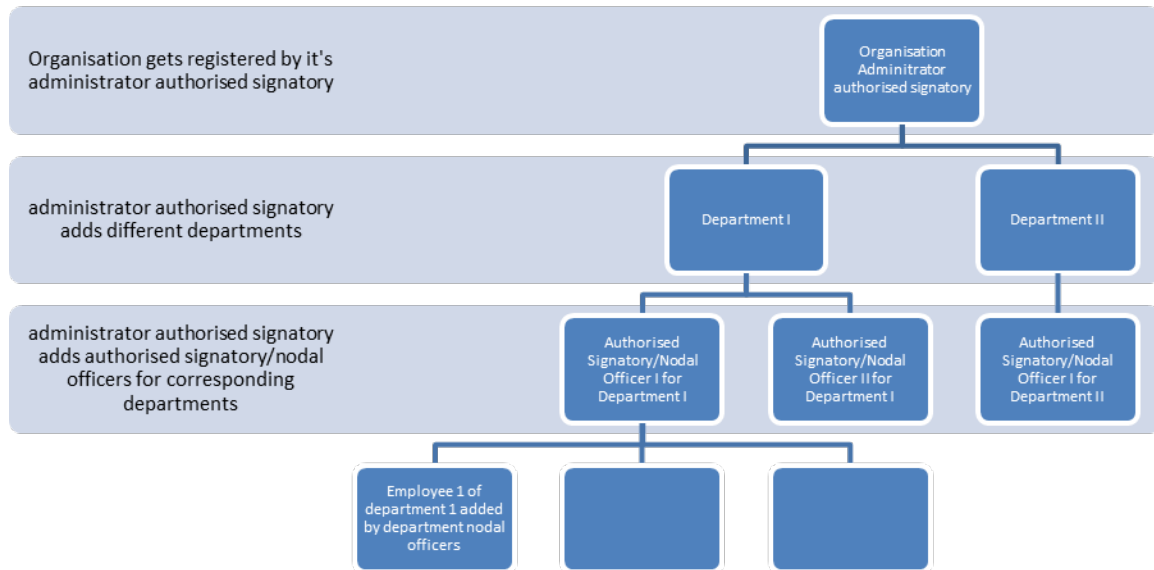 Organisation gets registered by it's
administrator authorised signatory
Organisation
Adminitrator
authorised signatory
administrator authorised signatory
adds different departments
Department I
Department II
administrator authorised signatory
adds authorised signatory/nodal
officers for corresponding
departments
Authorised
Signatory/Nodal
Officer I for
Department I
Authorised
Signatory/Nodal
Officer II for
Department I
Authorised
Signatory/Nodal
Officer I for
Department II
Employee 1 of
department 1 added
by department nodal
officers